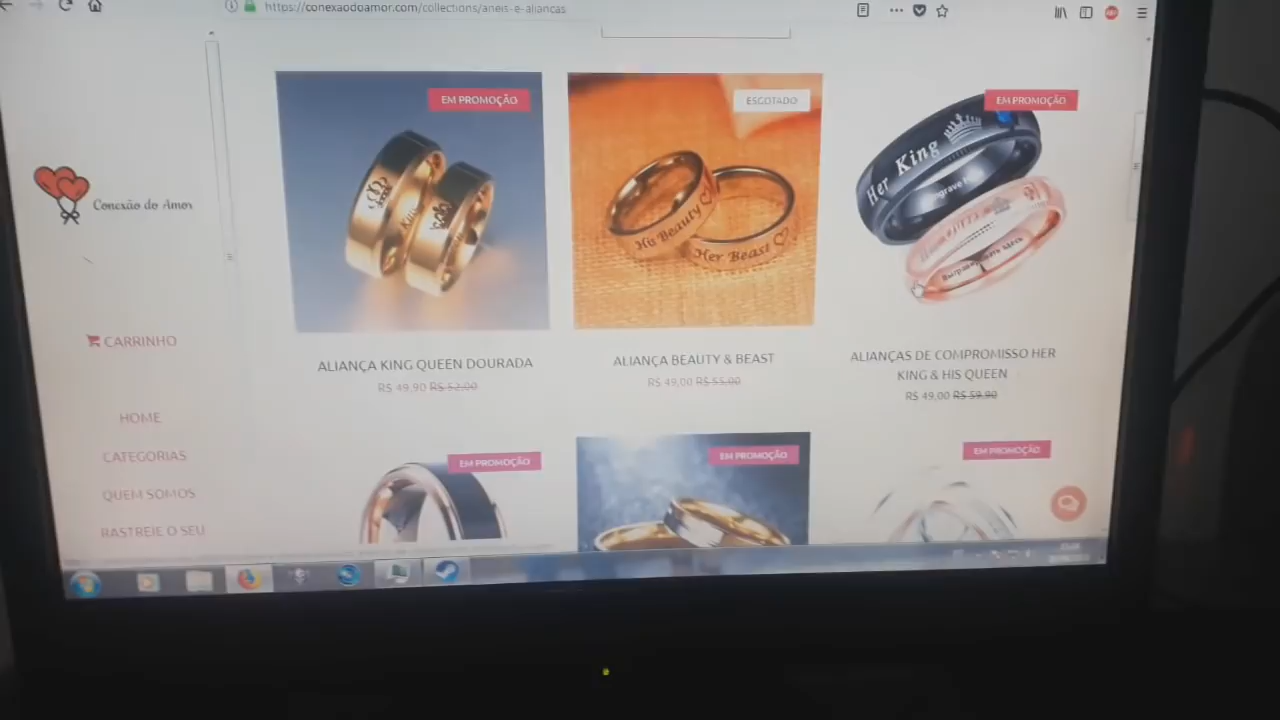 https://conexaodoamor.com/collections/aneis-e-aliancas
EM PROMOÇÃO
ESGOTADO
EM PROMOÇÃO
Her King
His Beauty
Her Beast
Conexão do Amor
CARRINHO
ALIANÇA KING QUEEN DOURADA
R$ 49,90 R$ 52,00
ALIANÇA BEAUTY & BEAST
R$ 49,00 R$ 55,00
ALIANÇAS DE COMPROMISSO HER
KING & HIS QUEEN
R$ 49,00 R$ 59,90
HOME
CATEGORIAS
QUEM SOMOS
RASTREIE O SEU
EM PROMOÇÃO
EM PROMOÇÃO
EM PROMOÇÃO